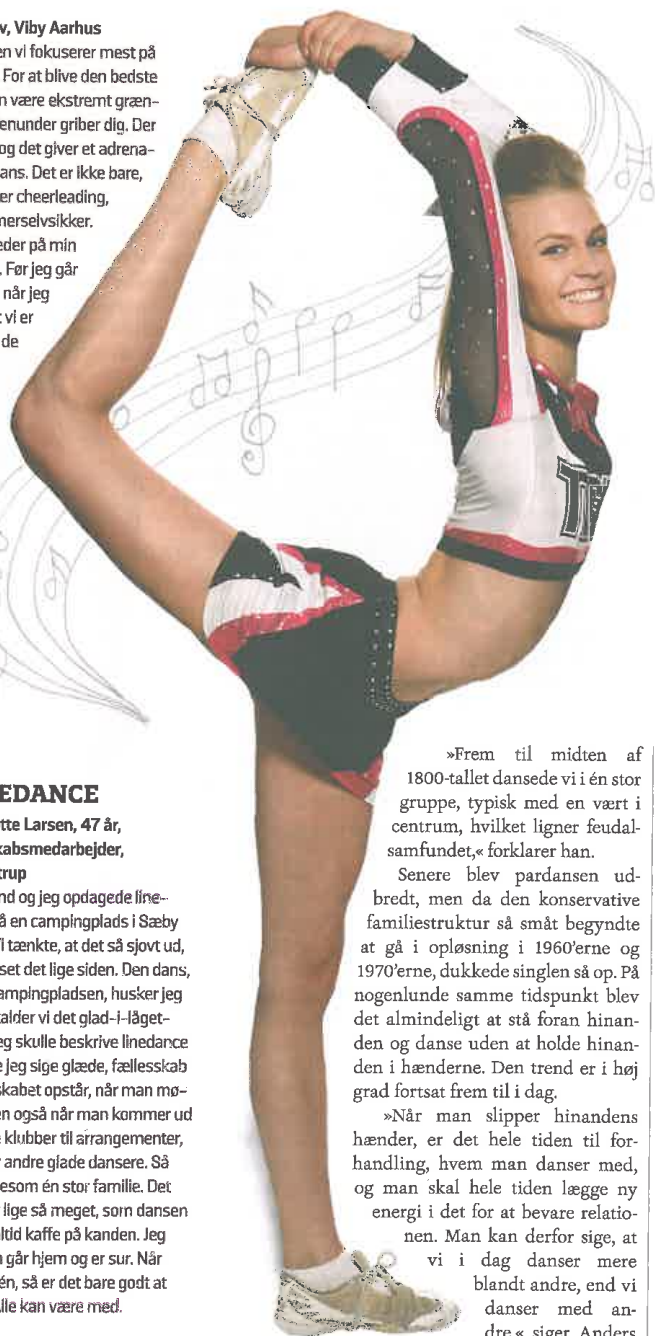 v, Viby Aarhus
en vi fokuserer mest på
For at blive den bedste
n være ekstremt græn-
enunder griber dig. Der
og det giver et adrena-
ans. Det er ikke bare,
er cheerleading,
mer selvsikker.
eder på min
. Før jeg går
når jeg
t vi er
de
EDANCE
tte Larsen, 47 år,
kabsmedarbejder,
trup
nd og jeg opdagede line-
å en campingplads i Sæby
i tænkte, at det så sjovt ud,
set det lige siden. Den dans,
ampingpladsen, husker jeg
alder vi det glad-i-låget-
eg skulle beskrive linedance
e jeg sige glæde, fællesskab
skabet opstår, når man mø-
en også når man kommer ud
e klubber til arrangementer,
r andre glade dansere. Så
esom én stor familie. Det
lige så meget, som dansen
ltid kaffe på kanden. Jeg
n går hjem og er sur. Når
én, så er det bare godt at
lle kan være med.
»Frem til midten af
1800-tallet dansede vi i én stor
gruppe, typisk med en vært i
centrum, hvilket ligner feudal-
samfundet,« forklarer han.
Senere blev pardansen ud-
bredt, men da den konservative
familiestruktur så småt begyndte
at gå i opløsning i 1960'erne og
1970'erne, dukkede singlen så op. På
nogenlunde samme tidspunkt blev
det almindeligt at stå foran hinan-
den og danse uden at holde hinan-
den i hænderne. Den trend er i høj
grad fortsat frem til i dag.
»Når man slipper hinandens
hænder, er det hele tiden til for-
handling, hvem man danser med,
og man skal hele tiden lægge ny
energi i det for at bevare relatio-
nen. Man kan derfor sige, at
vi i dag danser mere
blandt andre, end vi
danser med an-
dre,« siger Anders